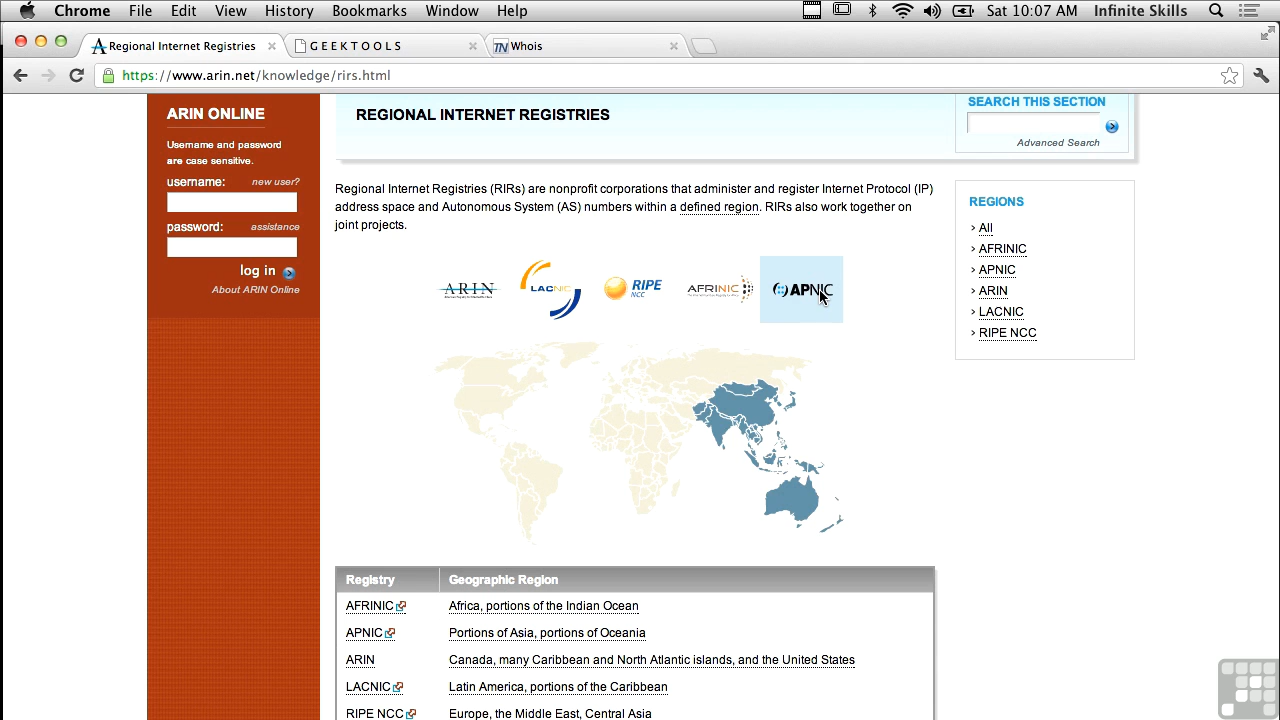 Chrome File Edit View History Bookmarks Window Help Sat 10:07 AM Infinite Skills
Regional Internet Registries GEEKTOOLS Whois
https://www.arin.net/knowledge/rirs.html
ARIN ONLINE
Username and password
are case sensitive.
username: new user?
password: assistance
log in
About ARIN Online
REGIONAL INTERNET REGISTRIES
SEARCH THIS SECTION
Advanced Search
Regional Internet Registries (RIRs) are nonprofit corporations that administer and register Internet Protocol (IP)
address space and Autonomous System (AS) numbers within a defined region. RIRs also work together on
joint projects.
ARIN
LACNIC
RIPE
NCC
AFRINIC
APNIC
REGIONS
All
AFRINIC
APNIC
ARIN
LACNIC
RIPE NCC
Registry Geographic Region
AFRINIC Africa, portions of the Indian Ocean
APNIC Portions of Asia, portions of Oceania
ARIN Canada, many Caribbean and North Atlantic islands, and the United States
LACNIC Latin America, portions of the Caribbean
RIPE NCC Europe, the Middle East, Central Asia